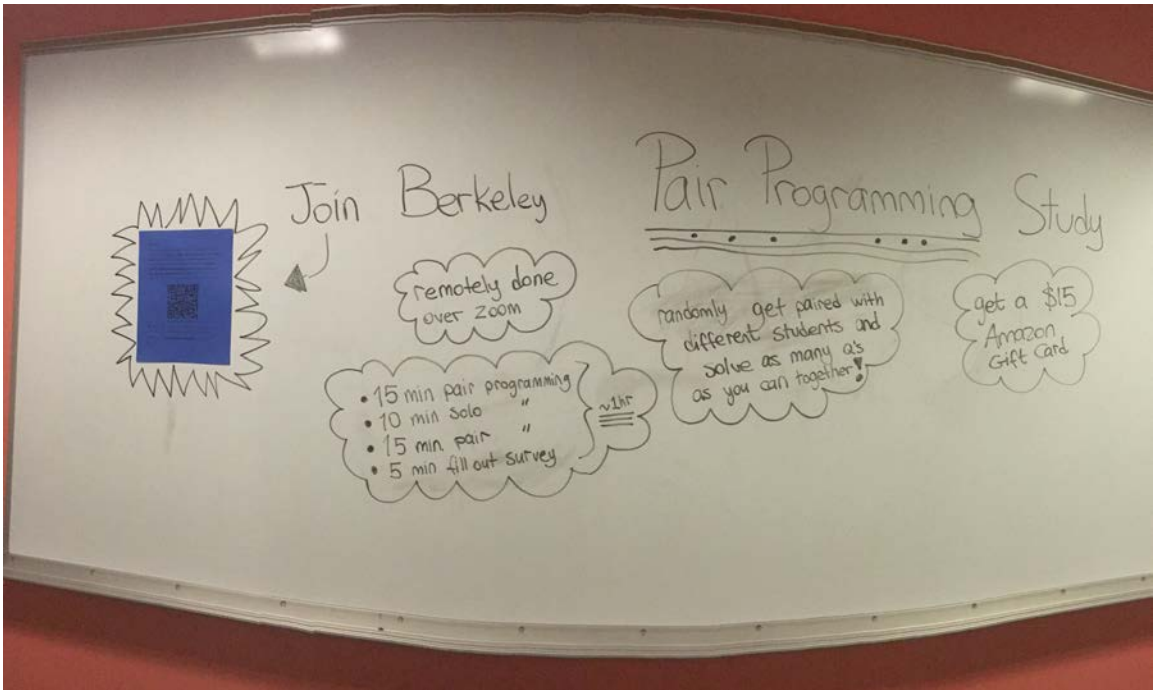 Join Berkeley Pair Programming Study
remotely done
over zoom
• 15 min pair programming
• 10 min solo "
• 15 min pair "
• 5 min fill out survey
~1hr
randomly get paired with
different students and
solve as many Q's
as you can together!
get a $15
Amazon
Gift Card